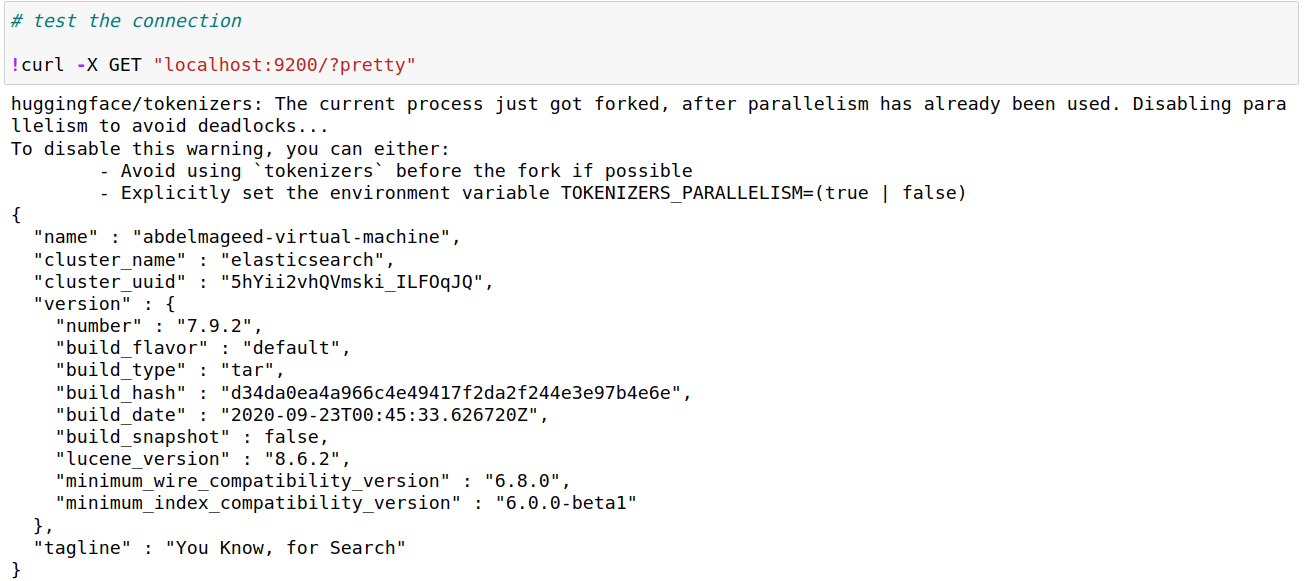 # test the connection
!curl -X GET "localhost:9200/?pretty"
huggingface/tokenizers: The current process just got forked, after parallelism has already been used. Disabling para
llelism to avoid deadlocks...
To disable this warning, you can either:
        - Avoid using `tokenizers` before the fork if possible
        - Explicitly set the environment variable TOKENIZERS_PARALLELISM=(true | false)
{
  "name" : "abdelmageed-virtual-machine",
  "cluster_name" : "elasticsearch",
  "cluster_uuid" : "5hYii2vhQVmski_ILFOqJQ",
  "version" : {
    "number" : "7.9.2",
    "build_flavor" : "default",
    "build_type" : "tar",
    "build_hash" : "d34da0ea4a966c4e49417f2da2f244e3e97b4e6e",
    "build_date" : "2020-09-23T00:45:33.626720Z",
    "build_snapshot" : false,
    "lucene_version" : "8.6.2",
    "minimum_wire_compatibility_version" : "6.8.0",
    "minimum_index_compatibility_version" : "6.0.0-beta1"
  },
  "tagline" : "You Know, for Search"
}